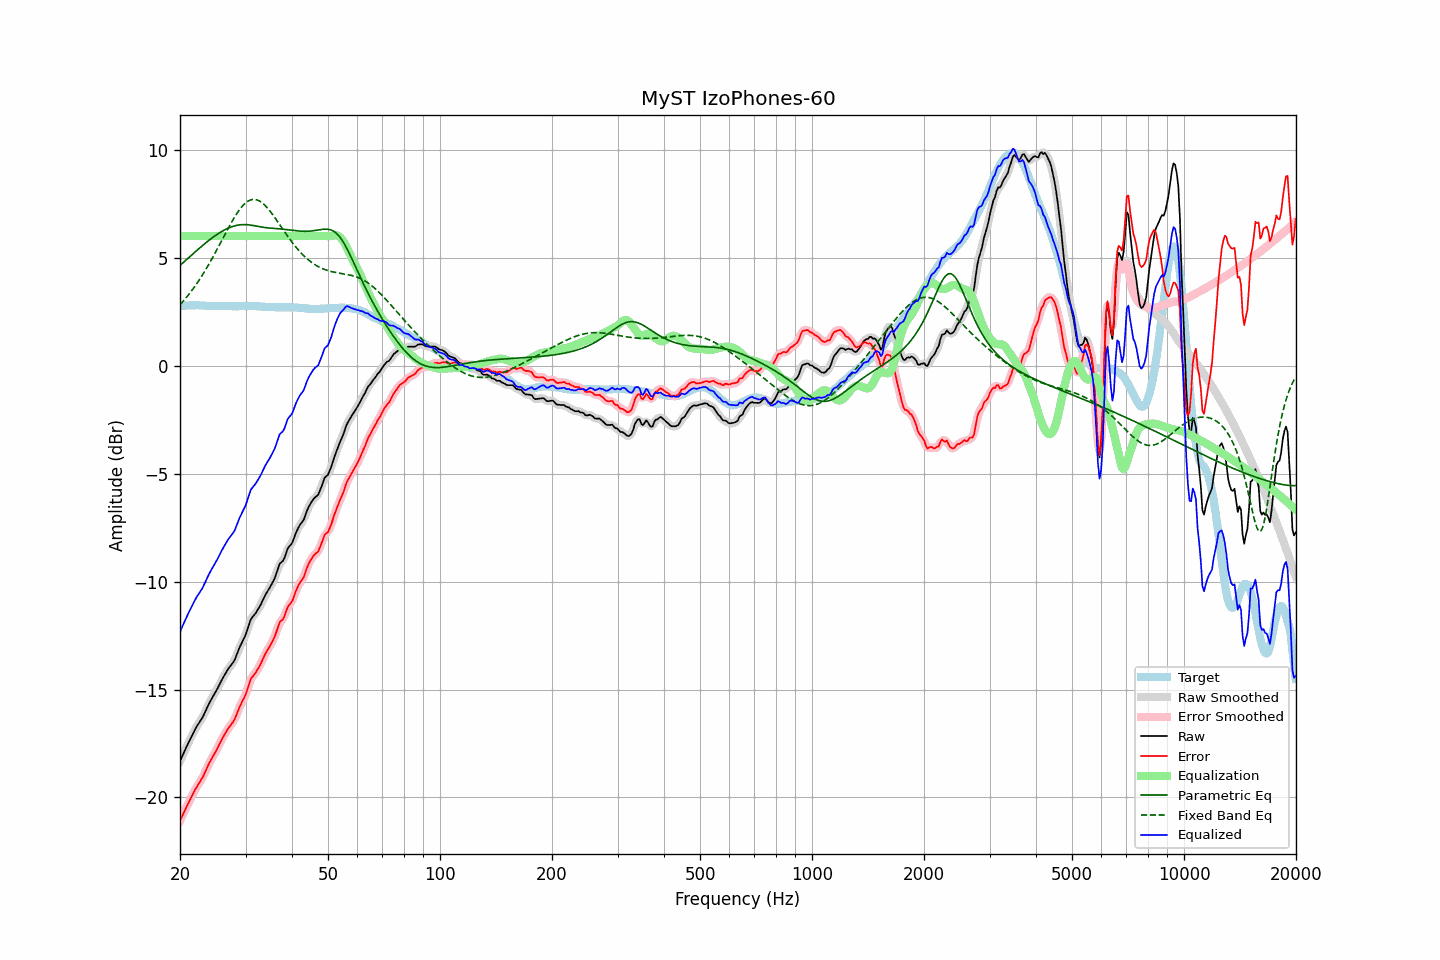 MyST IzoPhones-60
Amplitude (dBr)
10
5
0
−5
−10
−15
−20
20
50
100
200
500
1000
2000
5000
10000
20000
Frequency (Hz)
Target
Raw Smoothed
Error Smoothed
Raw
Error
Equalization
Parametric Eq
Fixed Band Eq
Equalized